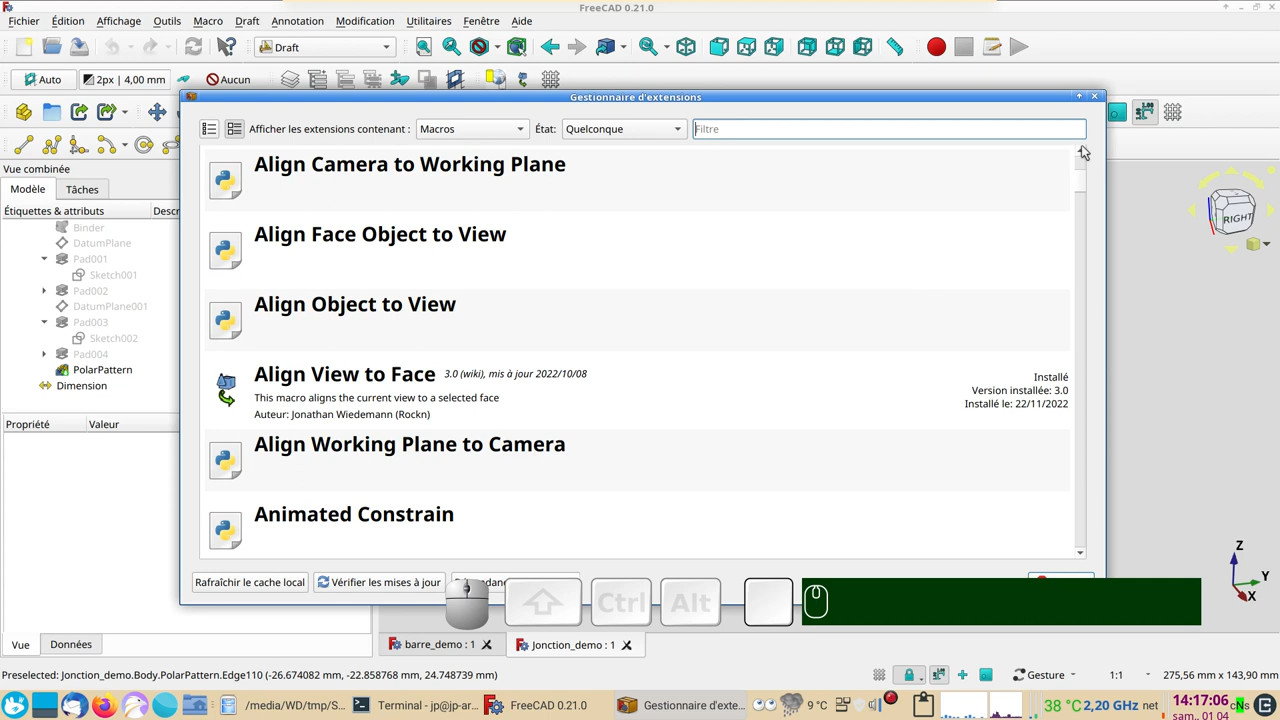 FreeCAD 0.21.0
Fichier Édition Affichage Outils Macro Draft Annotation Modification Utilitaires Fenêtre Aide
Draft
Auto 2px | 4,00 mm Aucun
Gestionnaire d'extensions
Afficher les extensions contenant : Macros État: Quelconque Filtre
Vue combinée
Modèle Tâches
Étiquettes & attributs Descr
Binder
DatumPlane
Pad001
Sketch001
Pad002
DatumPlane001
Pad003
Sketch002
Pad004
PolarPattern
Dimension
Propriété Valeur
Align Camera to Working Plane
Align Face Object to View
Align Object to View
Align View to Face 3.0 (wiki), mis à jour 2022/10/08
This macro aligns the current view to a selected face
Auteur: Jonathan Wiedemann (Rockn)
Installé
Version installée: 3.0
Installé le: 22/11/2022
Align Working Plane to Camera
Animated Constrain
Rafraîchir le cache local Vérifier les mises à jour
Ctrl Alt
RIGHT
Z
Y
X
Vue Données
barre_demo : 1 Jonction_demo : 1
Preselected: Jonction_demo.Body.PolarPattern.Edge110 (-26.674082 mm, -22.858768 mm, 24.748739 mm)
Gesture 1:1 275,56 mm x 143,90 mm
/media/WD/tmp/S... Terminal - jp@jp-ar... FreeCAD 0.21.0 Gestionnaire d'exte... 9 °C 38 °C 2,20 GHz net 14:17:06 cNs
sam., 01 04